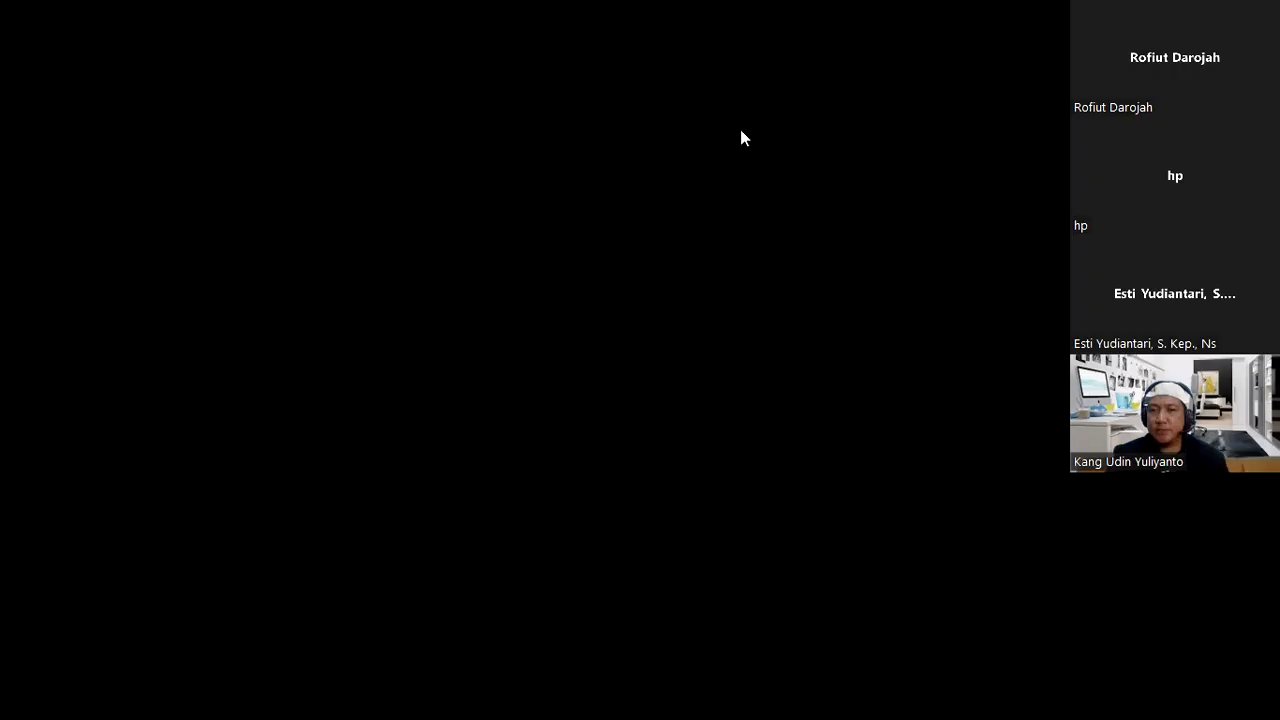 Rofiut Darojah
Rofiut Darojah
hp
hp
Esti Yudiantari, S....
Esti Yudiantari, S. Kep., Ns
Kang Udin Yuliyanto